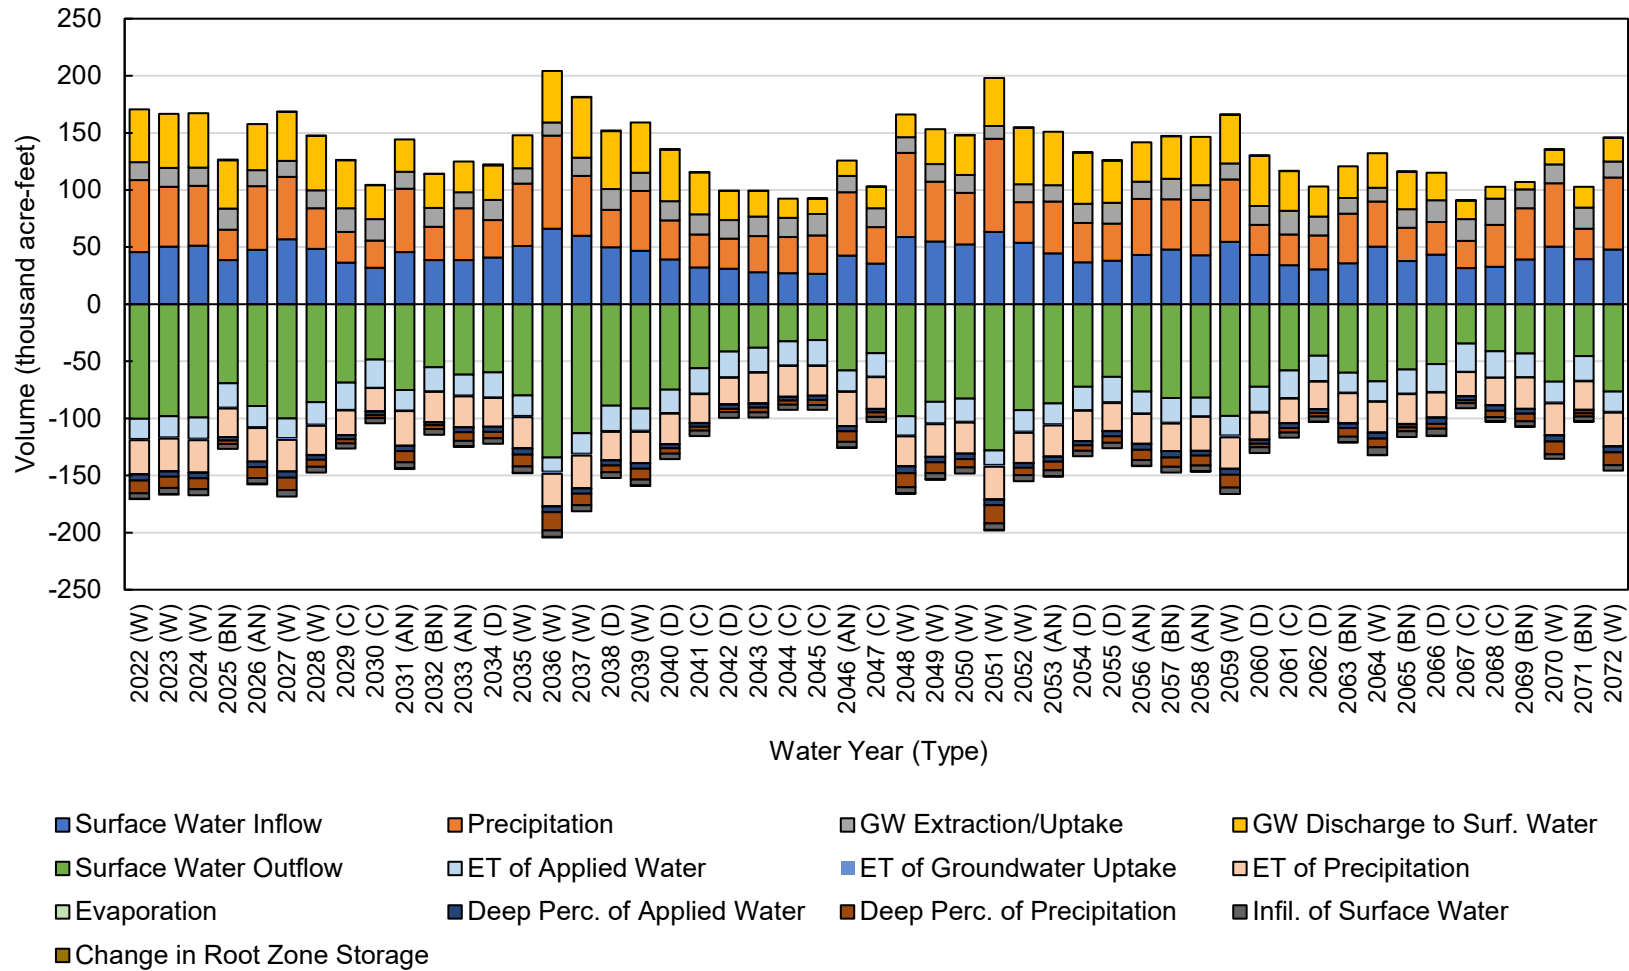 250
200
150
100
50
0
-50
-100
-150
-200
-250
Volume (thousand acre-feet)
2022 (W)
2023 (W)
2024 (W)
2025 (BN)
2026 (AN)
2027 (W)
2028 (W)
2029 (C)
2030 (C)
2031 (AN)
2032 (BN)
2033 (AN)
2034 (D)
2035 (W)
2036 (W)
2037 (W)
2038 (D)
2039 (W)
2040 (D)
2041 (C)
2042 (D)
2043 (C)
2044 (C)
2045 (C)
2046 (AN)
2047 (C)
2048 (W)
2049 (W)
2050 (W)
2051 (W)
2052 (W)
2053 (AN)
2054 (D)
2055 (D)
2056 (AN)
2057 (BN)
2058 (AN)
2059 (W)
2060 (D)
2061 (C)
2062 (D)
2063 (BN)
2064 (W)
2065 (BN)
2066 (D)
2067 (C)
2068 (C)
2069 (BN)
2070 (W)
2071 (BN)
2072 (W)
Water Year (Type)
Surface Water Inflow
Precipitation
GW Extraction/Uptake
GW Discharge to Surf. Water
Surface Water Outflow
ET of Applied Water
ET of Groundwater Uptake
ET of Precipitation
Evaporation
Deep Perc. of Applied Water
Deep Perc. of Precipitation
Infil. of Surface Water
Change in Root Zone Storage